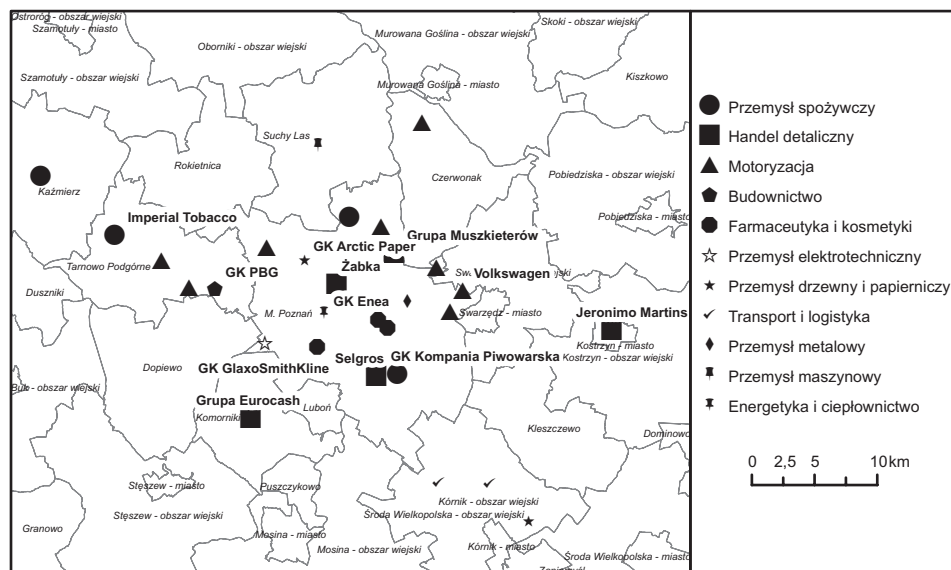 Ostroróg - obszar wiejski
Szamotuły - miasto
Oborniki - obszar wiejski
Murowana Goślina - obszar wiejski
Skoki - obszar wiejski
Szamotuły - obszar wiejski
Murowana Goślina - miasto
Kiszkowo
Suchy Las
Rokietnica
Czerwonak
Pobiedziska - obszar wiejski
Kaźmierz
Imperial Tobacco
Pobiedziska - miasto
Grupa Muszkieterów
GK Arctic Paper
Tarnowo Podgórne
GK PBG
Żabka
Volkswagen
Duszniki
GK Enea
M. Poznań
Swarzędz - miasto
Jeronimo Martins
Kostrzyn - miasto
Kostrzyn - obszar wiejski
Dopiewo
Selgros
GK Kompania Piwowarska
GK GlaxoSmithKline
Buk - obszar wiejski
Grupa Eurocash
Komorniki
Luboń
Kleszczewo
Dominowo
Stęszew - miasto
Puszczykowo
Kórnik - obszar wiejski
Stęszew - obszar wiejski
Środa Wielkopolska - obszar wiejski
Granowo
Mosina - miasto
Mosina - obszar wiejski
Kórnik - miasto
Środa Wielkopolska - miasto
Przemysł spożywczy
Handel detaliczny
Motoryzacja
Budownictwo
Farmaceutyka i kosmetyki
Przemysł elektrotechniczny
Przemysł drzewny i papierniczy
Transport i logistyka
Przemysł metalowy
Przemysł maszynowy
Energetyka i ciepłownictwo
0 2,5 5 10 km